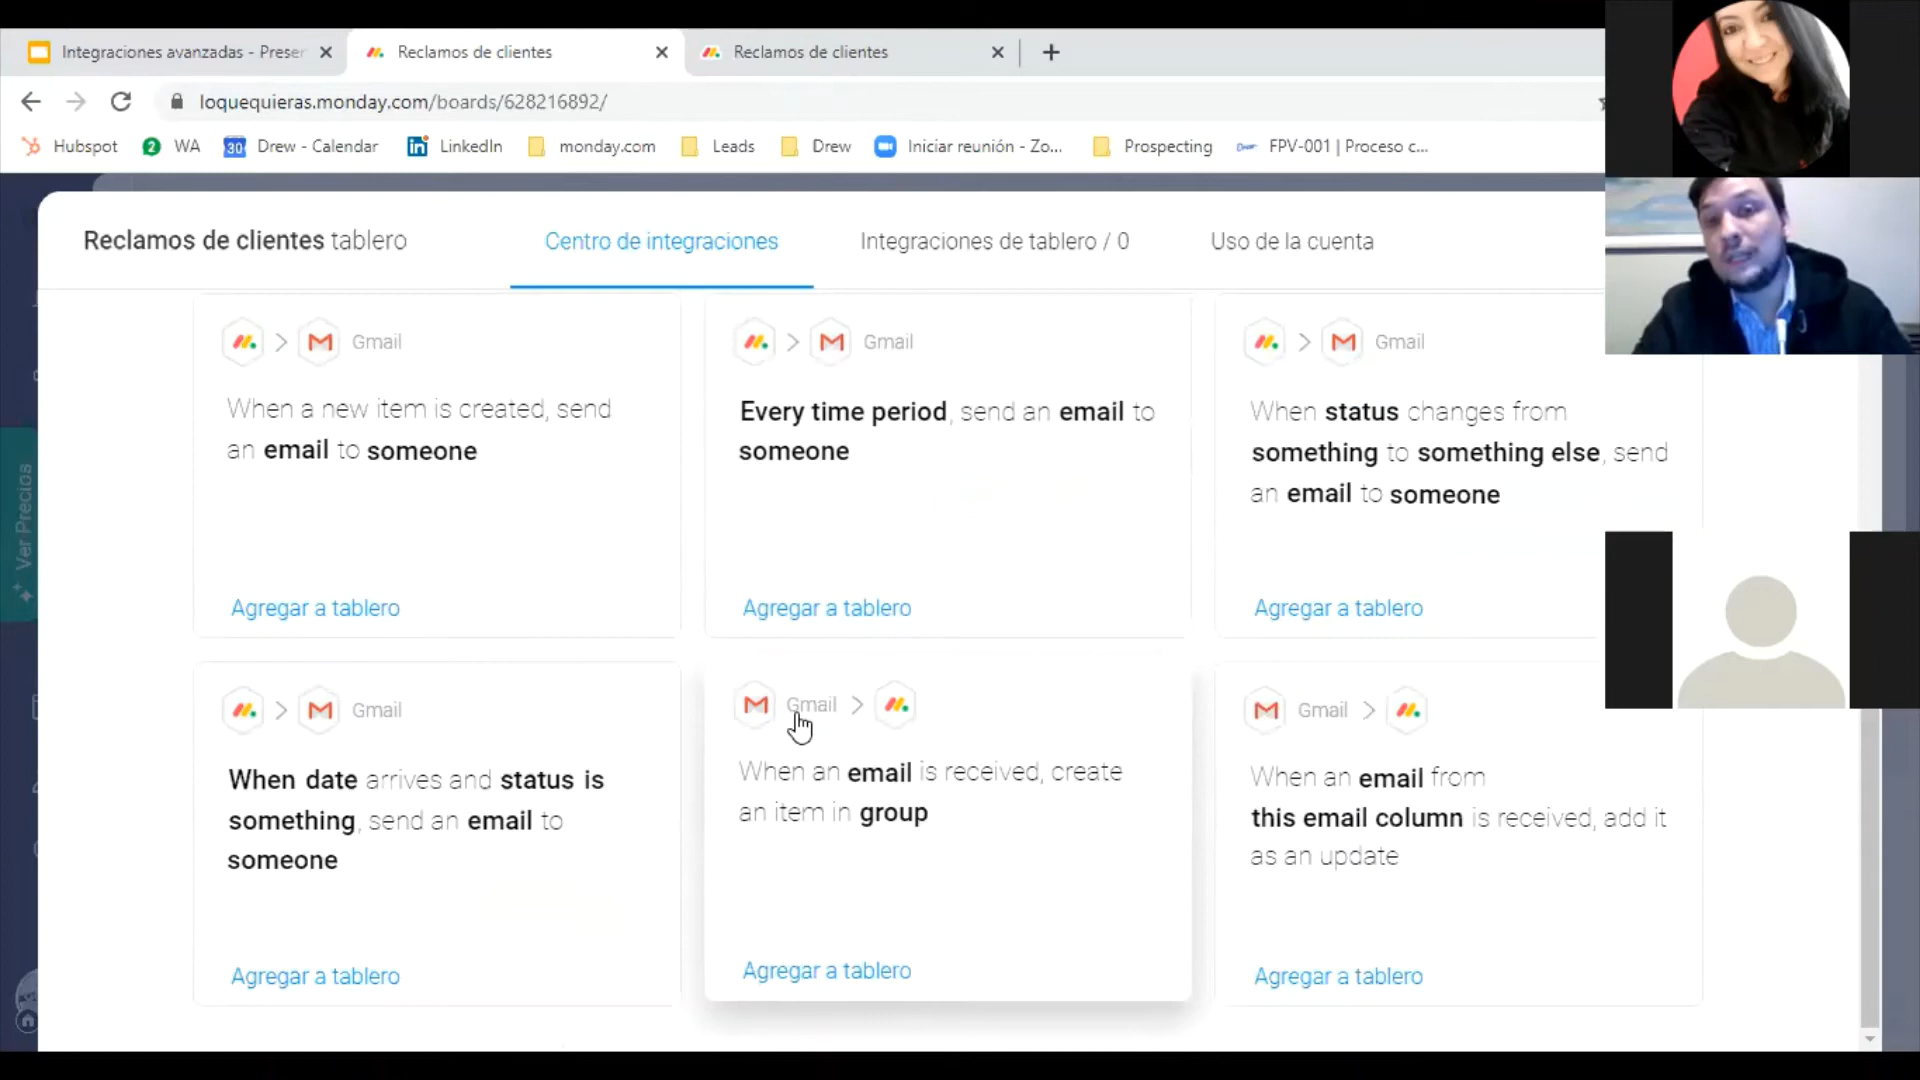 Integraciones avanzadas - Preser
Reclamos de clientes
Reclamos de clientes
loquequieras.monday.com/boards/628216892/
Hubspot
2
WA
30
Drew - Calendar
in
LinkedIn
monday.com
Leads
Drew
Iniciar reunión - Zo...
Prospecting
FPV-001 | Proceso c...
Reclamos de clientes tablero
Centro de integraciones
Integraciones de tablero / 0
Uso de la cuenta
Ver Precios
Gmail
When a new item is created, send
an email to someone
Agregar a tablero
Gmail
Every time period, send an email to
someone
Agregar a tablero
Gmail
When status changes from
something to something else, send
an email to someone
Agregar a tablero
Gmail
When date arrives and status is
something, send an email to
someone
Agregar a tablero
Gmail
When an email is received, create
an item in group
Agregar a tablero
Gmail
When an email from
this email column is received, add it
as an update
Agregar a tablero